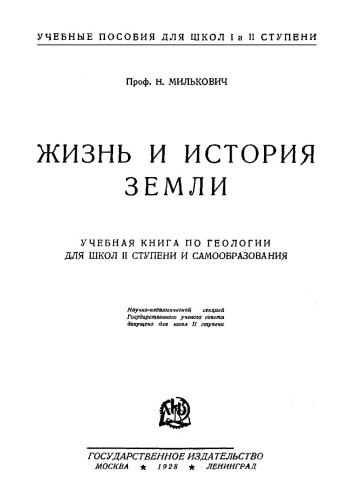 УЧЕБНЫЕ ПОСОБИЯ ДЛЯ ШКОЛ I и II СТУПЕНИ
Проф. Н. МИЛЬКОВИЧ
ЖИЗНЬ И ИСТОРИЯ
ЗЕМЛИ
УЧЕБНАЯ КНИГА ПО ГЕОЛОГИИ
ДЛЯ ШКОЛ II СТУПЕНИ И САМООБРАЗОВАНИЯ
Научно-педагогической секцией
Государственного ученого совета
допущено для школ II ступени
ГОСУДАРСТВЕННОЕ ИЗДАТЕЛЬСТВО
МОСКВА ★ 1928 ★ ЛЕНИНГРАД